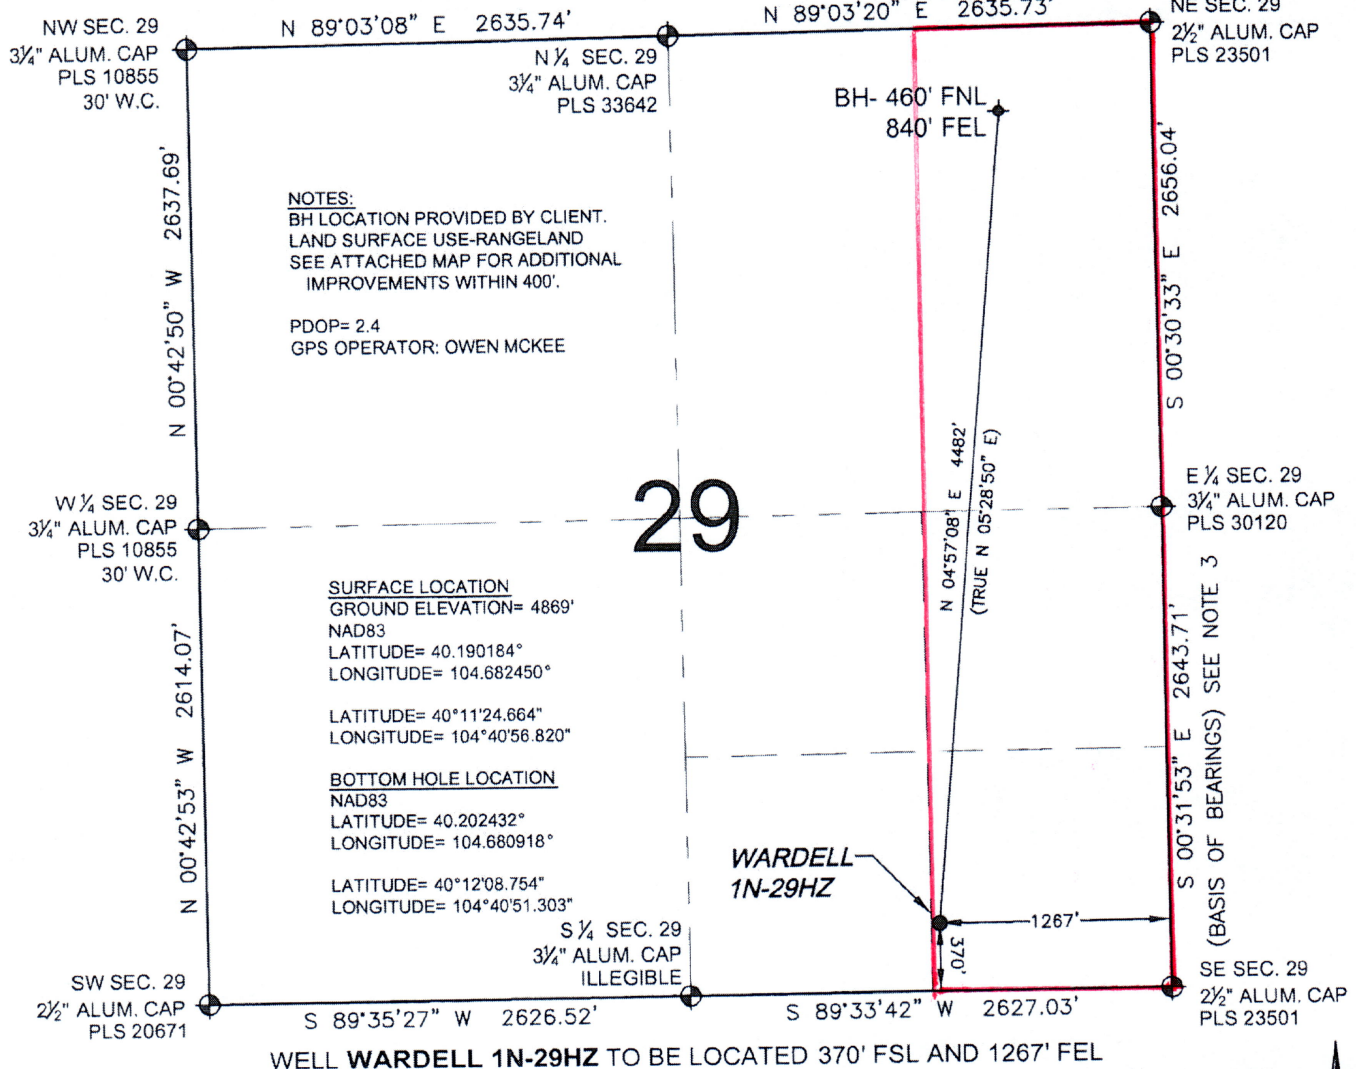 NW SEC. 29
3¼" ALUM. CAP
PLS 10855
30' W.C.
N 89°03'08" E 2635.74'
N ¼ SEC. 29
3¼" ALUM. CAP
PLS 33642
N 89°03'20" E 2635.73'
NE SEC. 29
2½" ALUM. CAP
PLS 23501
BH- 460' FNL
840' FEL
N 00°42'50" W 2637.69'
NOTES:
BH LOCATION PROVIDED BY CLIENT.
LAND SURFACE USE-RANGELAND
SEE ATTACHED MAP FOR ADDITIONAL
IMPROVEMENTS WITHIN 400'.
PDOP= 2.4
GPS OPERATOR: OWEN MCKEE
S 00°30'33" E 2656.04'
W ¼ SEC. 29
3¼" ALUM. CAP
PLS 10855
30' W.C.
29
N 04°57'08" E 4482'
(TRUE N 05°28'50" E)
E ¼ SEC. 29
3¼" ALUM. CAP
PLS 30120
N 00°42'53" W 2614.07'
SURFACE LOCATION
GROUND ELEVATION= 4869'
NAD83
LATITUDE= 40.190184°
LONGITUDE= 104.682450°
LATITUDE= 40°11'24.664"
LONGITUDE= 104°40'56.820"
BOTTOM HOLE LOCATION
NAD83
LATITUDE= 40.202432°
LONGITUDE= 104.680918°
LATITUDE= 40°12'08.754"
LONGITUDE= 104°40'51.303"
WARDELL
1N-29HZ
1267'
370'
S 00°31'53" E 2643.71'
(BASIS OF BEARINGS) SEE NOTE 3
SW SEC. 29
2½" ALUM. CAP
PLS 20671
S 89°35'27" W 2626.52'
S ¼ SEC. 29
3¼" ALUM. CAP
ILLEGIBLE
S 89°33'42" W 2627.03'
SE SEC. 29
2½" ALUM. CAP
PLS 23501
WELL WARDELL 1N-29HZ TO BE LOCATED 370' FSL AND 1267' FEL